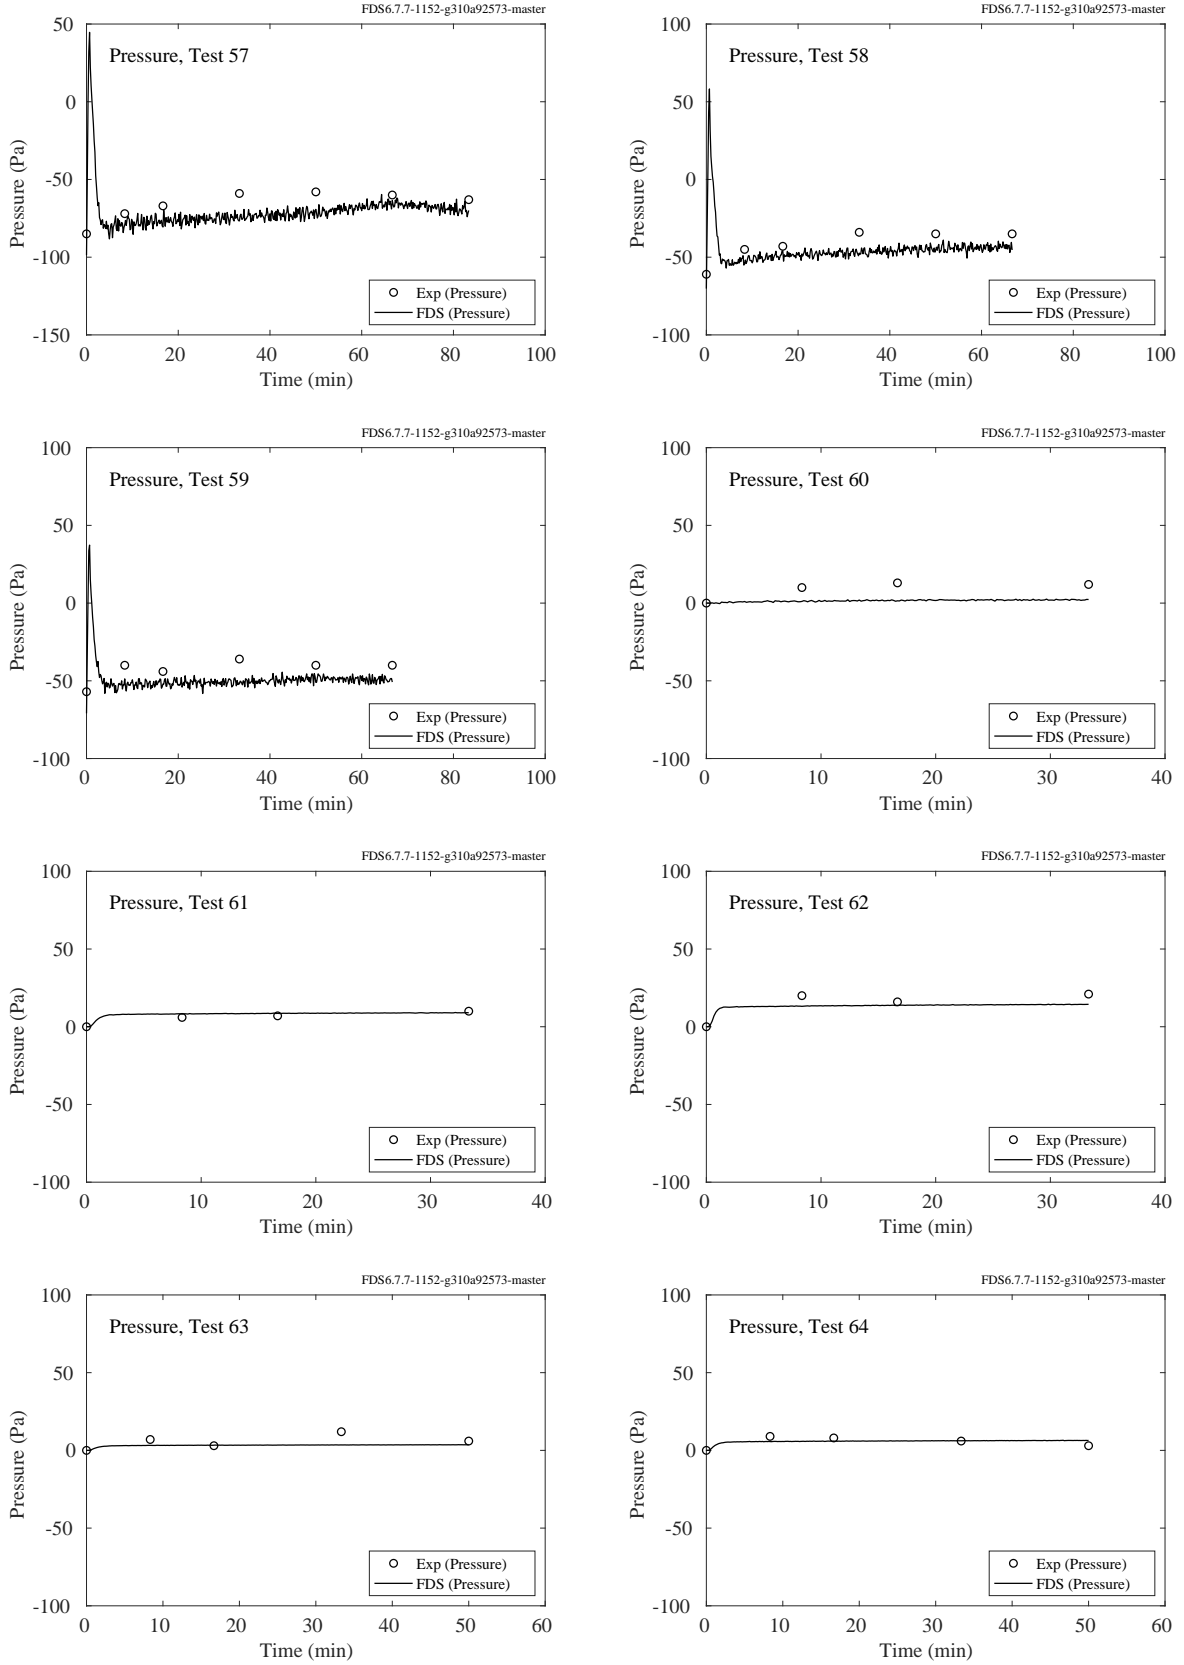 FDS6.7.7-1152-g310a92573-master
50
0
-50
-100
-150
Pressure (Pa)
Pressure, Test 57
Exp (Pressure)
FDS (Pressure)
0 20 40 60 80 100
Time (min)
FDS6.7.7-1152-g310a92573-master
100
50
0
-50
-100
Pressure (Pa)
Pressure, Test 58
Exp (Pressure)
FDS (Pressure)
0 20 40 60 80 100
Time (min)
FDS6.7.7-1152-g310a92573-master
100
50
0
-50
-100
Pressure (Pa)
Pressure, Test 59
Exp (Pressure)
FDS (Pressure)
0 20 40 60 80 100
Time (min)
FDS6.7.7-1152-g310a92573-master
100
50
0
-50
-100
Pressure (Pa)
Pressure, Test 60
Exp (Pressure)
FDS (Pressure)
0 10 20 30 40
Time (min)
FDS6.7.7-1152-g310a92573-master
100
50
0
-50
-100
Pressure (Pa)
Pressure, Test 61
Exp (Pressure)
FDS (Pressure)
0 10 20 30 40
Time (min)
FDS6.7.7-1152-g310a92573-master
100
50
0
-50
-100
Pressure (Pa)
Pressure, Test 62
Exp (Pressure)
FDS (Pressure)
0 10 20 30 40
Time (min)
FDS6.7.7-1152-g310a92573-master
100
50
0
-50
-100
Pressure (Pa)
Pressure, Test 63
Exp (Pressure)
FDS (Pressure)
0 10 20 30 40 50 60
Time (min)
FDS6.7.7-1152-g310a92573-master
100
50
0
-50
-100
Pressure (Pa)
Pressure, Test 64
Exp (Pressure)
FDS (Pressure)
0 10 20 30 40 50 60
Time (min)